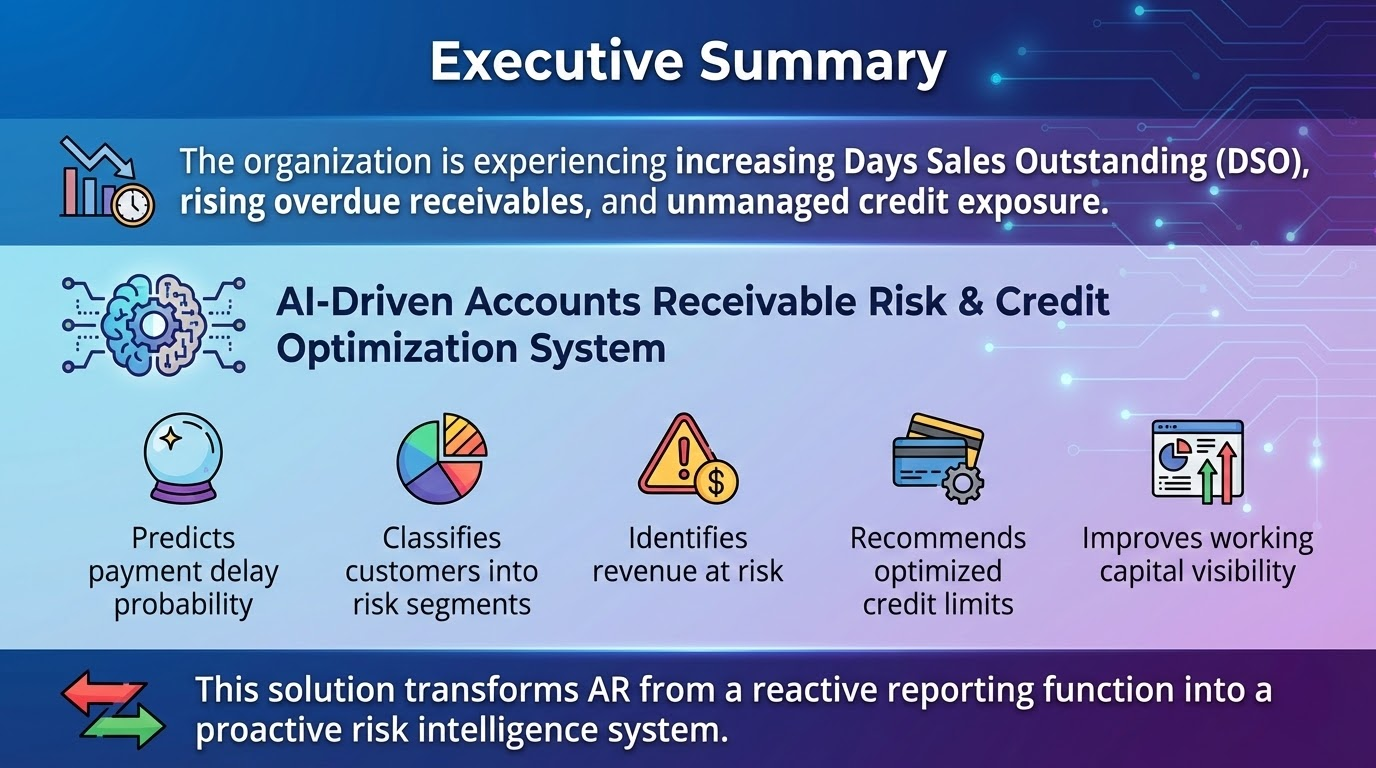 Executive Summary
The organization is experiencing increasing Days Sales Outstanding (DSO),
rising overdue receivables, and unmanaged credit exposure.
AI-Driven Accounts Receivable Risk & Credit
Optimization System
Predicts
payment delay
probability
Classifies
customers into
risk segments
Identifies
revenue at risk
Recommends
optimized
credit limits
Improves working
capital visibility
This solution transforms AR from a reactive reporting function into a
proactive risk intelligence system.